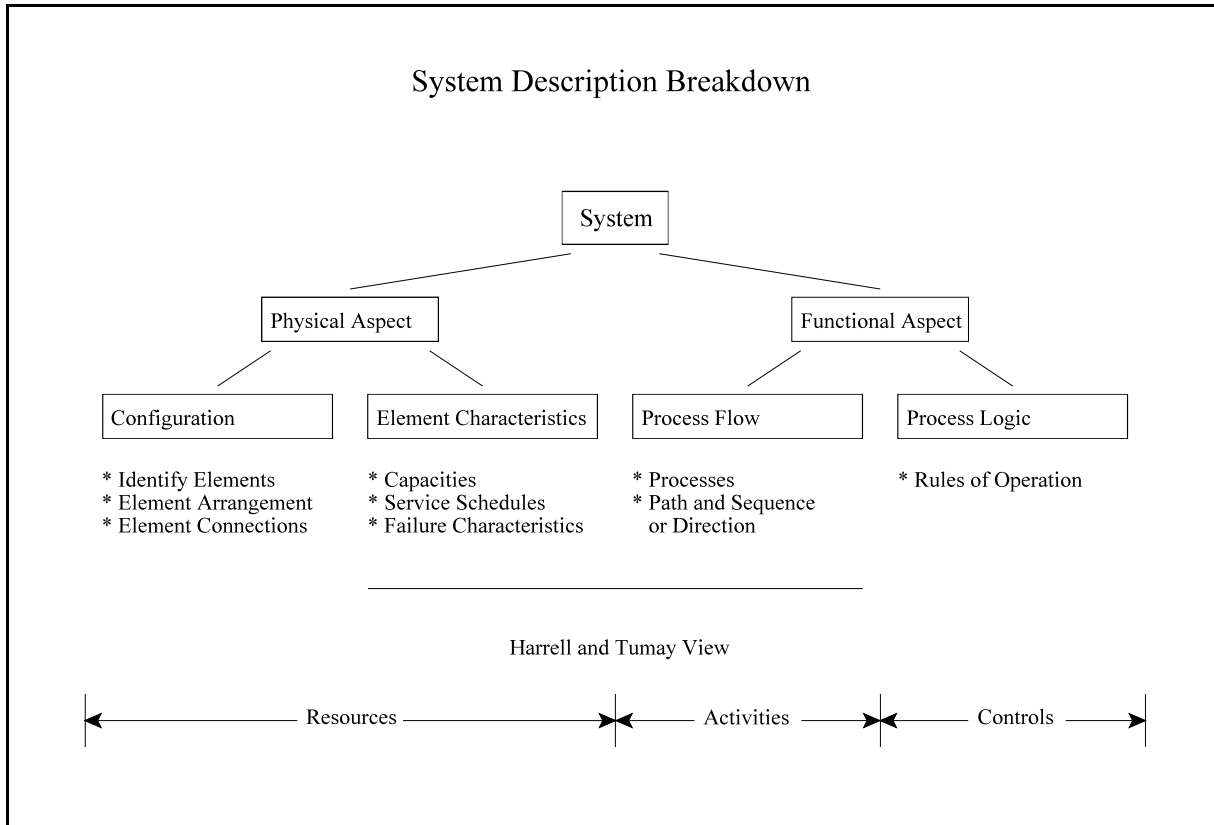 System Description Breakdown
System
Physical Aspect
Functional Aspect
Configuration
Element Characteristics
Process Flow
Process Logic
* Identify Elements
* Element Arrangement
* Element Connections
* Capacities
* Service Schedules
* Failure Characteristics
* Processes
* Path and Sequence
or Direction
* Rules of Operation
Harrell and Tumay View
Resources
Activities
Controls